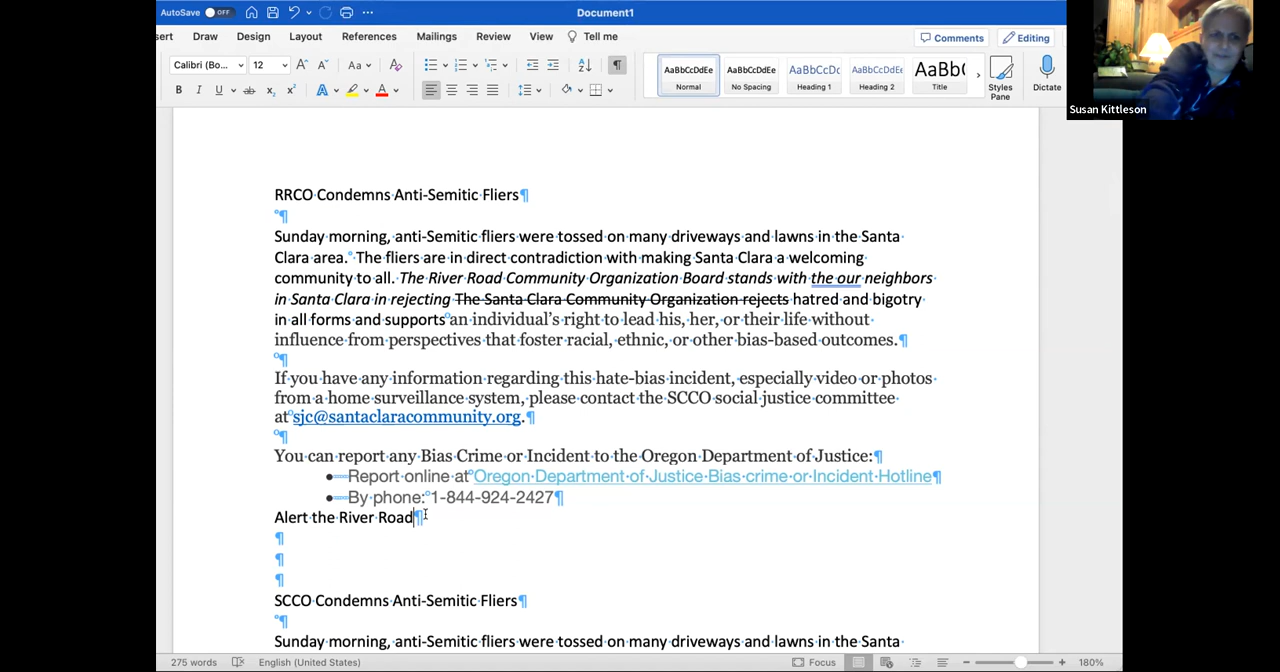 AutoSave OFF
Document1
sert Draw Design Layout References Mailings Review View Tell me
Comments Editing
Calibri (Bo... 12 Aa
AaBbCcDdEe AaBbCcDdEe AaBbCcDc AaBbCcDdEe AaBb(
Normal No Spacing Heading 1 Heading 2 Title
Styles Pane
Dictate
Susan Kittleson
RRCO Condemns Anti-Semitic Fliers
Sunday morning, anti-Semitic fliers were tossed on many driveways and lawns in the Santa
Clara area. The fliers are in direct contradiction with making Santa Clara a welcoming
community to all. The River Road Community Organization Board stands with the our neighbors
in Santa Clara in rejecting The Santa Clara Community Organization rejects hatred and bigotry
in all forms and supports an individual’s right to lead his, her, or their life without
influence from perspectives that foster racial, ethnic, or other bias-based outcomes.
If you have any information regarding this hate-bias incident, especially video or photos
from a home surveillance system, please contact the SCCO social justice committee
at sjc@santaclaracommunity.org.
You can report any Bias Crime or Incident to the Oregon Department of Justice:
• Report online at Oregon Department of Justice Bias crime or Incident Hotline
• By phone: 1-844-924-2427
Alert the River Road
SCCO Condemns Anti-Semitic Fliers
Sunday morning, anti-Semitic fliers were tossed on many driveways and lawns in the Santa
275 words English (United States) Focus 180%